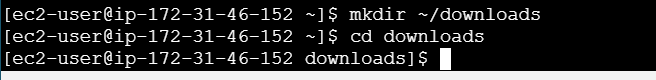 [ec2-user@ip-172-31-46-152 ~]$ mkdir ~/downloads
[ec2-user@ip-172-31-46-152 ~]$ cd downloads
[ec2-user@ip-172-31-46-152 downloads]$